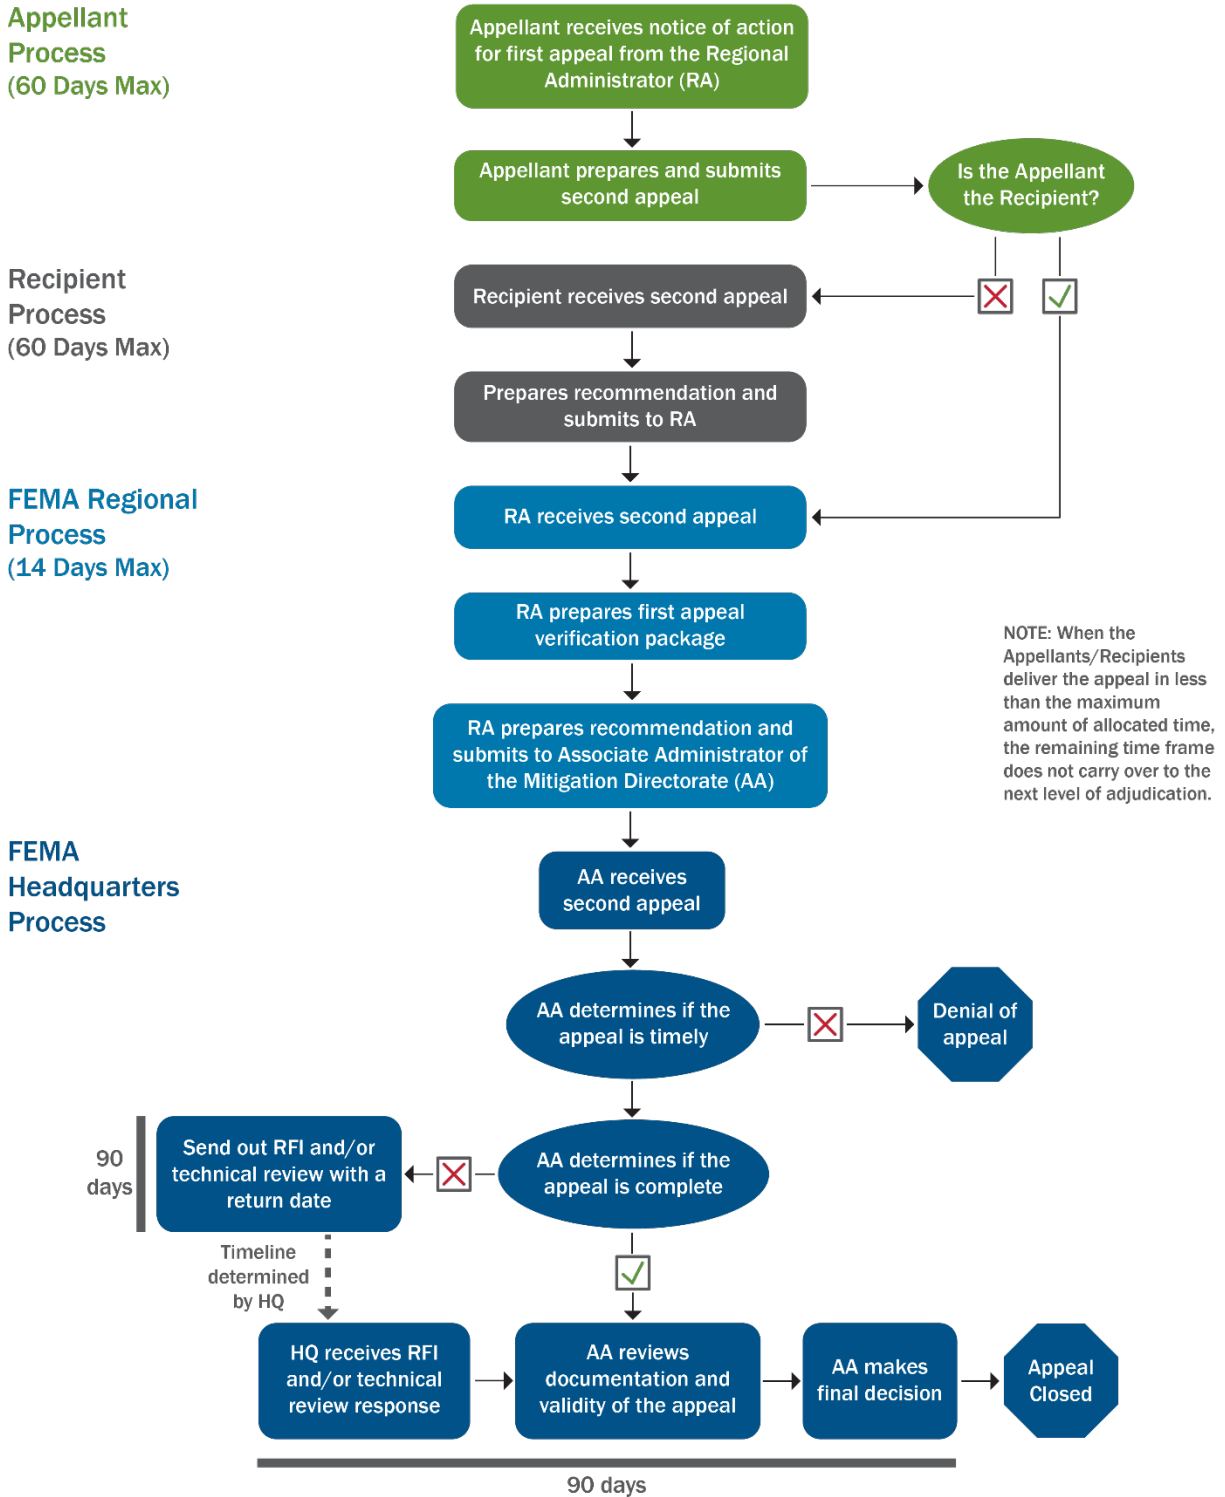 Appellant
Process
(60 Days Max)
Appellant receives notice of action
for first appeal from the Regional
Administrator (RA)
Appellant prepares and submits
second appeal
Is the Appellant
the Recipient?
Recipient
Process
(60 Days Max)
Recipient receives second appeal
Prepares recommendation and
submits to RA
FEMA Regional
Process
(14 Days Max)
RA receives second appeal
RA prepares first appeal
verification package
NOTE: When the
Appellants/Recipients
deliver the appeal in less
than the maximum
amount of allocated time,
the remaining time frame
does not carry over to the
next level of adjudication.
RA prepares recommendation and
submits to Associate Administrator of
the Mitigation Directorate (AA)
FEMA
Headquarters
Process
AA receives
second appeal
AA determines if the
appeal is timely
Denial of
appeal
AA determines if the
appeal is complete
Send out RFI and/or
technical review with a
return date
90
days
Timeline
determined
by HQ
HQ receives RFI
and/or technical
review response
AA reviews
documentation and
validity of the appeal
AA makes
final decision
Appeal
Closed
90 days